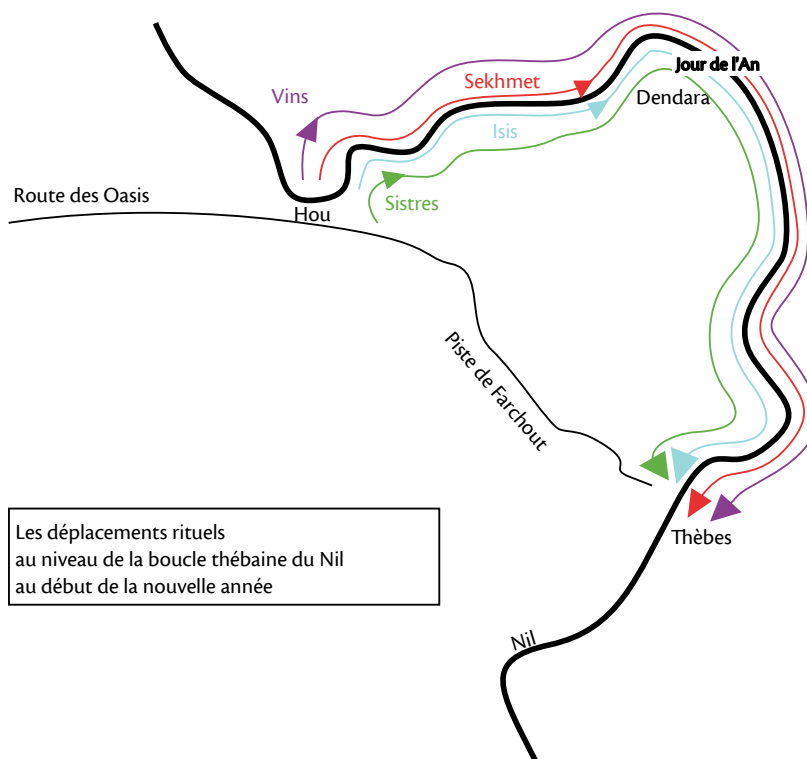 Jour de l'An
Sekhmet
Vins
Dendara
Isis
Route des Oasis
Sistres
Hou
Piste de Farchout
Les déplacements rituels
au niveau de la boucle thébaine du Nil
au début de la nouvelle année
Thèbes
Nil